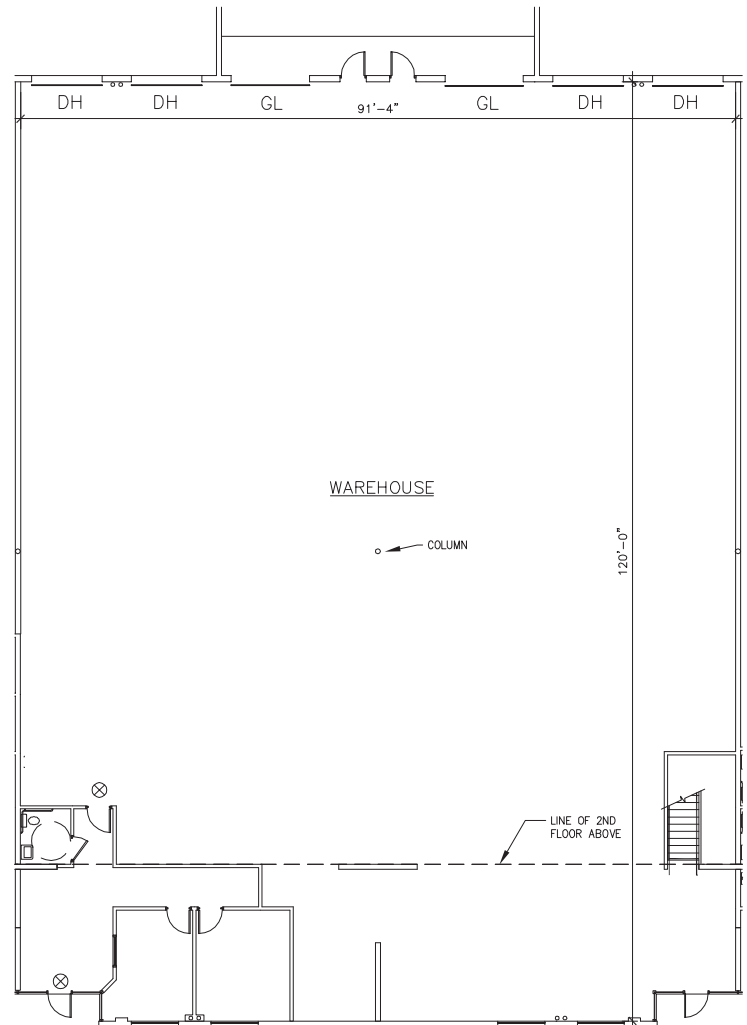 DH
DH
GL
91'-4"
GL
DH
DH
WAREHOUSE
COLUMN
120'-0"
LINE OF 2ND
FLOOR ABOVE